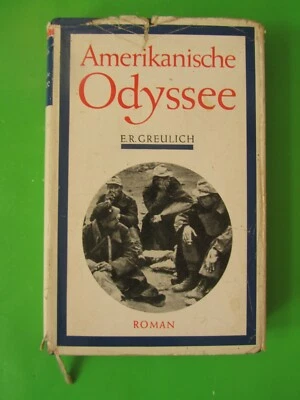 Amerikanische
Odyssee
E.R.GREULICH
ROMAN